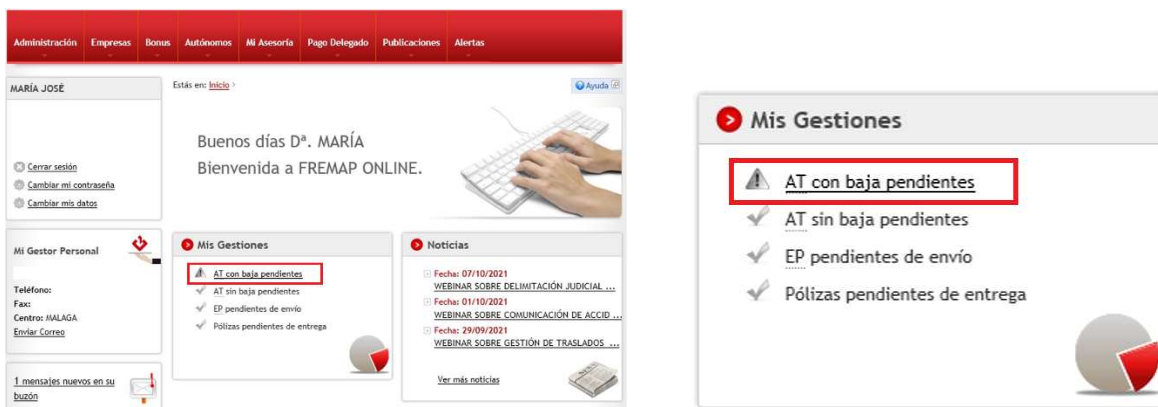 Administración Empresas Bonus Autónomos Mi Asesoría Pago Delegado Publicaciones Alertas
MARÍA JOSÉ
Estás en: Inicio >
Ayuda
Buenos días Dª. MARÍA
Bienvenida a FREMAP ONLINE.
Cerrar sesión
Cambiar mi contraseña
Cambiar mis datos
Mi Gestor Personal
Teléfono:
Fax:
Centro: MALAGA
Enviar Correo
1 mensajes nuevos en su
buzón
Mis Gestiones
AT con baja pendientes
AT sin baja pendientes
EP pendientes de envío
Pólizas pendientes de entrega
Noticias
Fecha: 07/10/2021
WEBINAR SOBRE DELIMITACIÓN JUDICIAL ...
Fecha: 01/10/2021
WEBINAR SOBRE COMUNICACIÓN DE ACCID ...
Fecha: 29/09/2021
WEBINAR SOBRE GESTIÓN DE TRASLADOS ...
Ver más noticias
NEWS
Mis Gestiones
AT con baja pendientes
AT sin baja pendientes
EP pendientes de envío
Pólizas pendientes de entrega